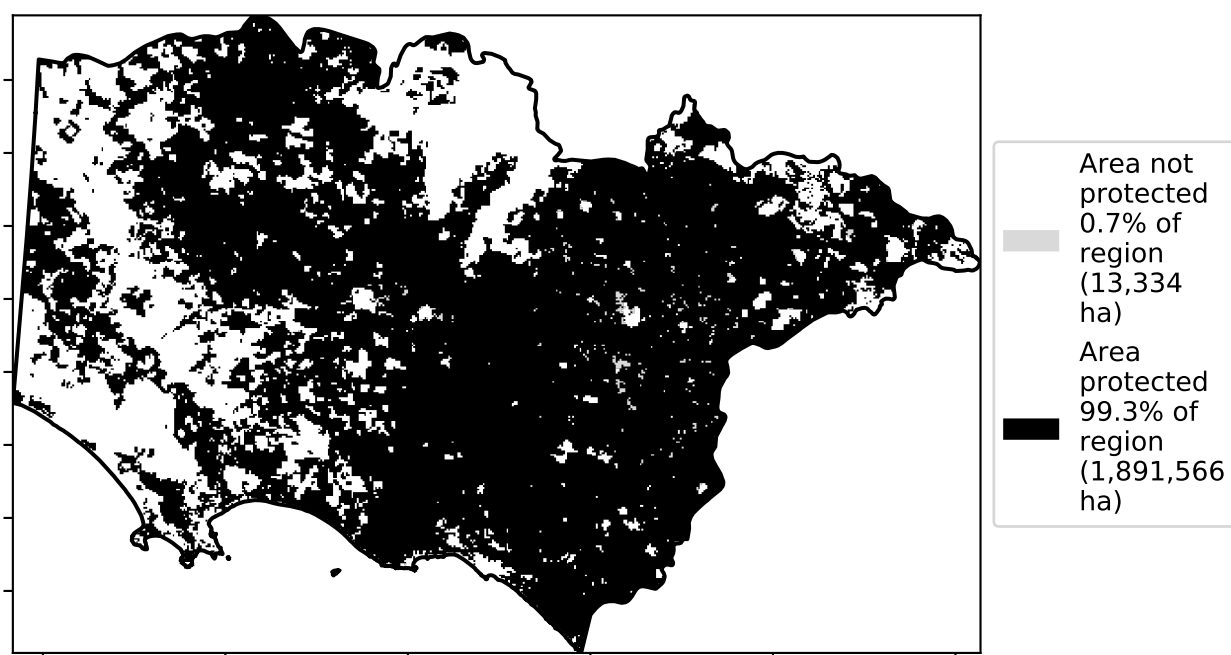 Area not
protected
0.7% of
region
(13,334
ha)
Area
protected
99.3% of
region
(1,891,566
ha)